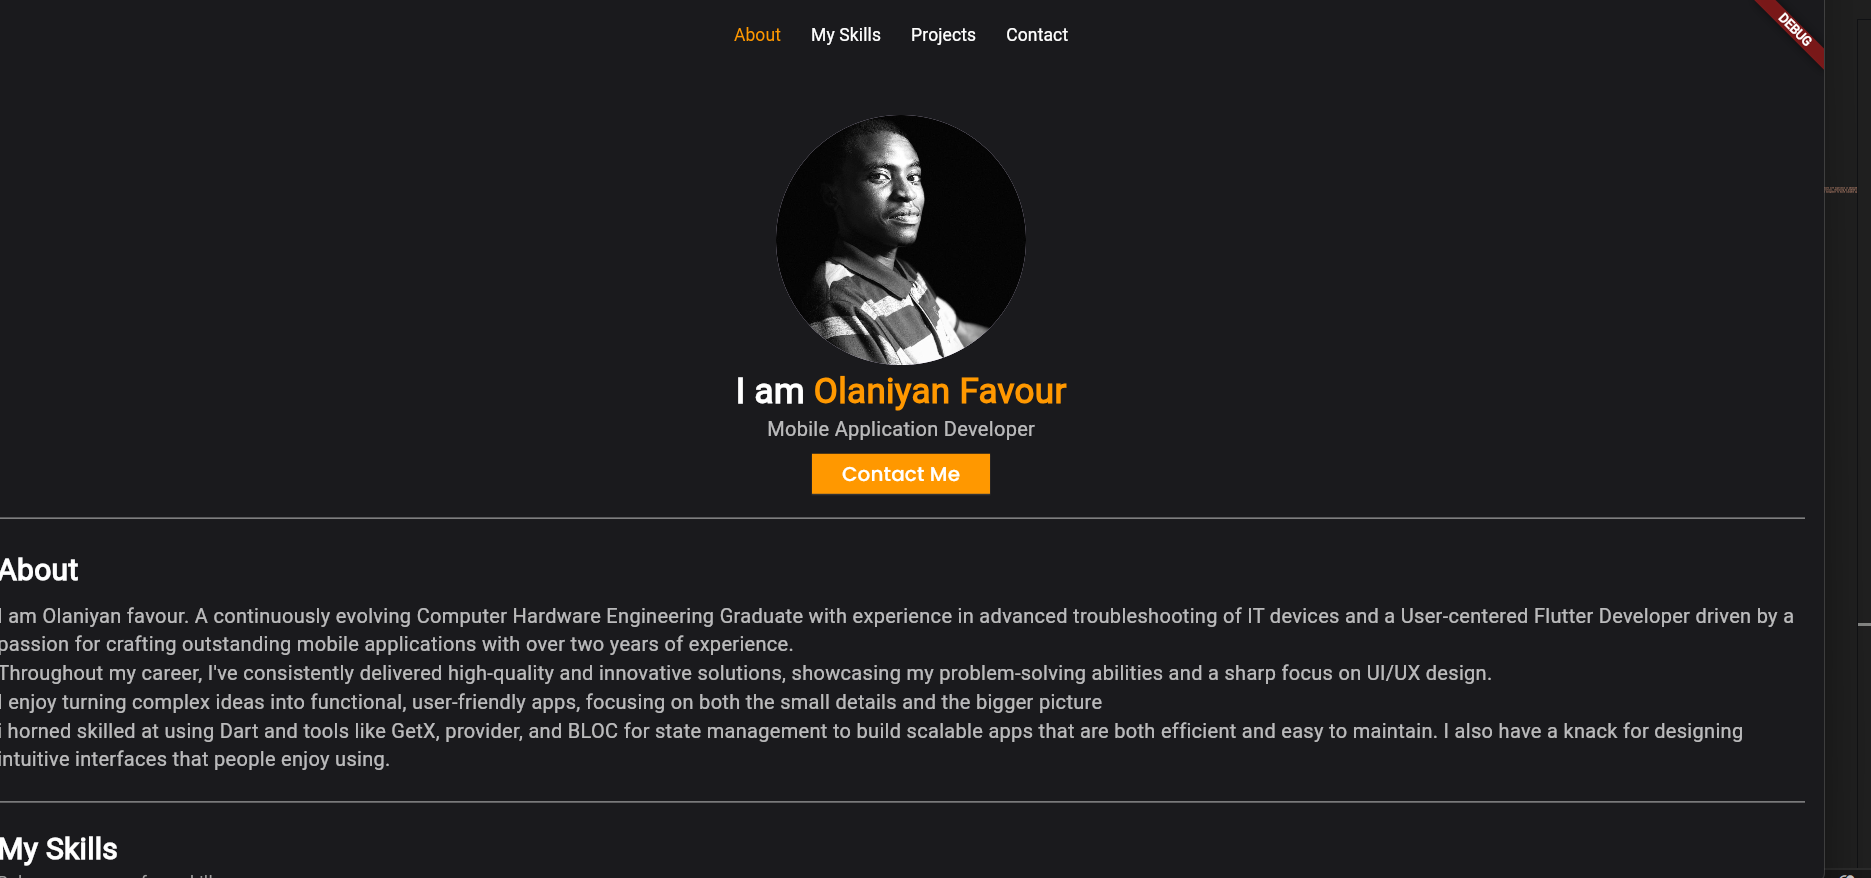 About My Skills Projects Contact
DEBUG
I am Olaniyan Favour
Mobile Application Developer
Contact Me
About
I am Olaniyan favour. A continuously evolving Computer Hardware Engineering Graduate with experience in advanced troubleshooting of IT devices and a User-centered Flutter Developer driven by a
passion for crafting outstanding mobile applications with over two years of experience.
Throughout my career, I've consistently delivered high-quality and innovative solutions, showcasing my problem-solving abilities and a sharp focus on UI/UX design.
I enjoy turning complex ideas into functional, user-friendly apps, focusing on both the small details and the bigger picture
i horned skilled at using Dart and tools like GetX, provider, and BLOC for state management to build scalable apps that are both efficient and easy to maintain. I also have a knack for designing
intuitive interfaces that people enjoy using.
My Skills